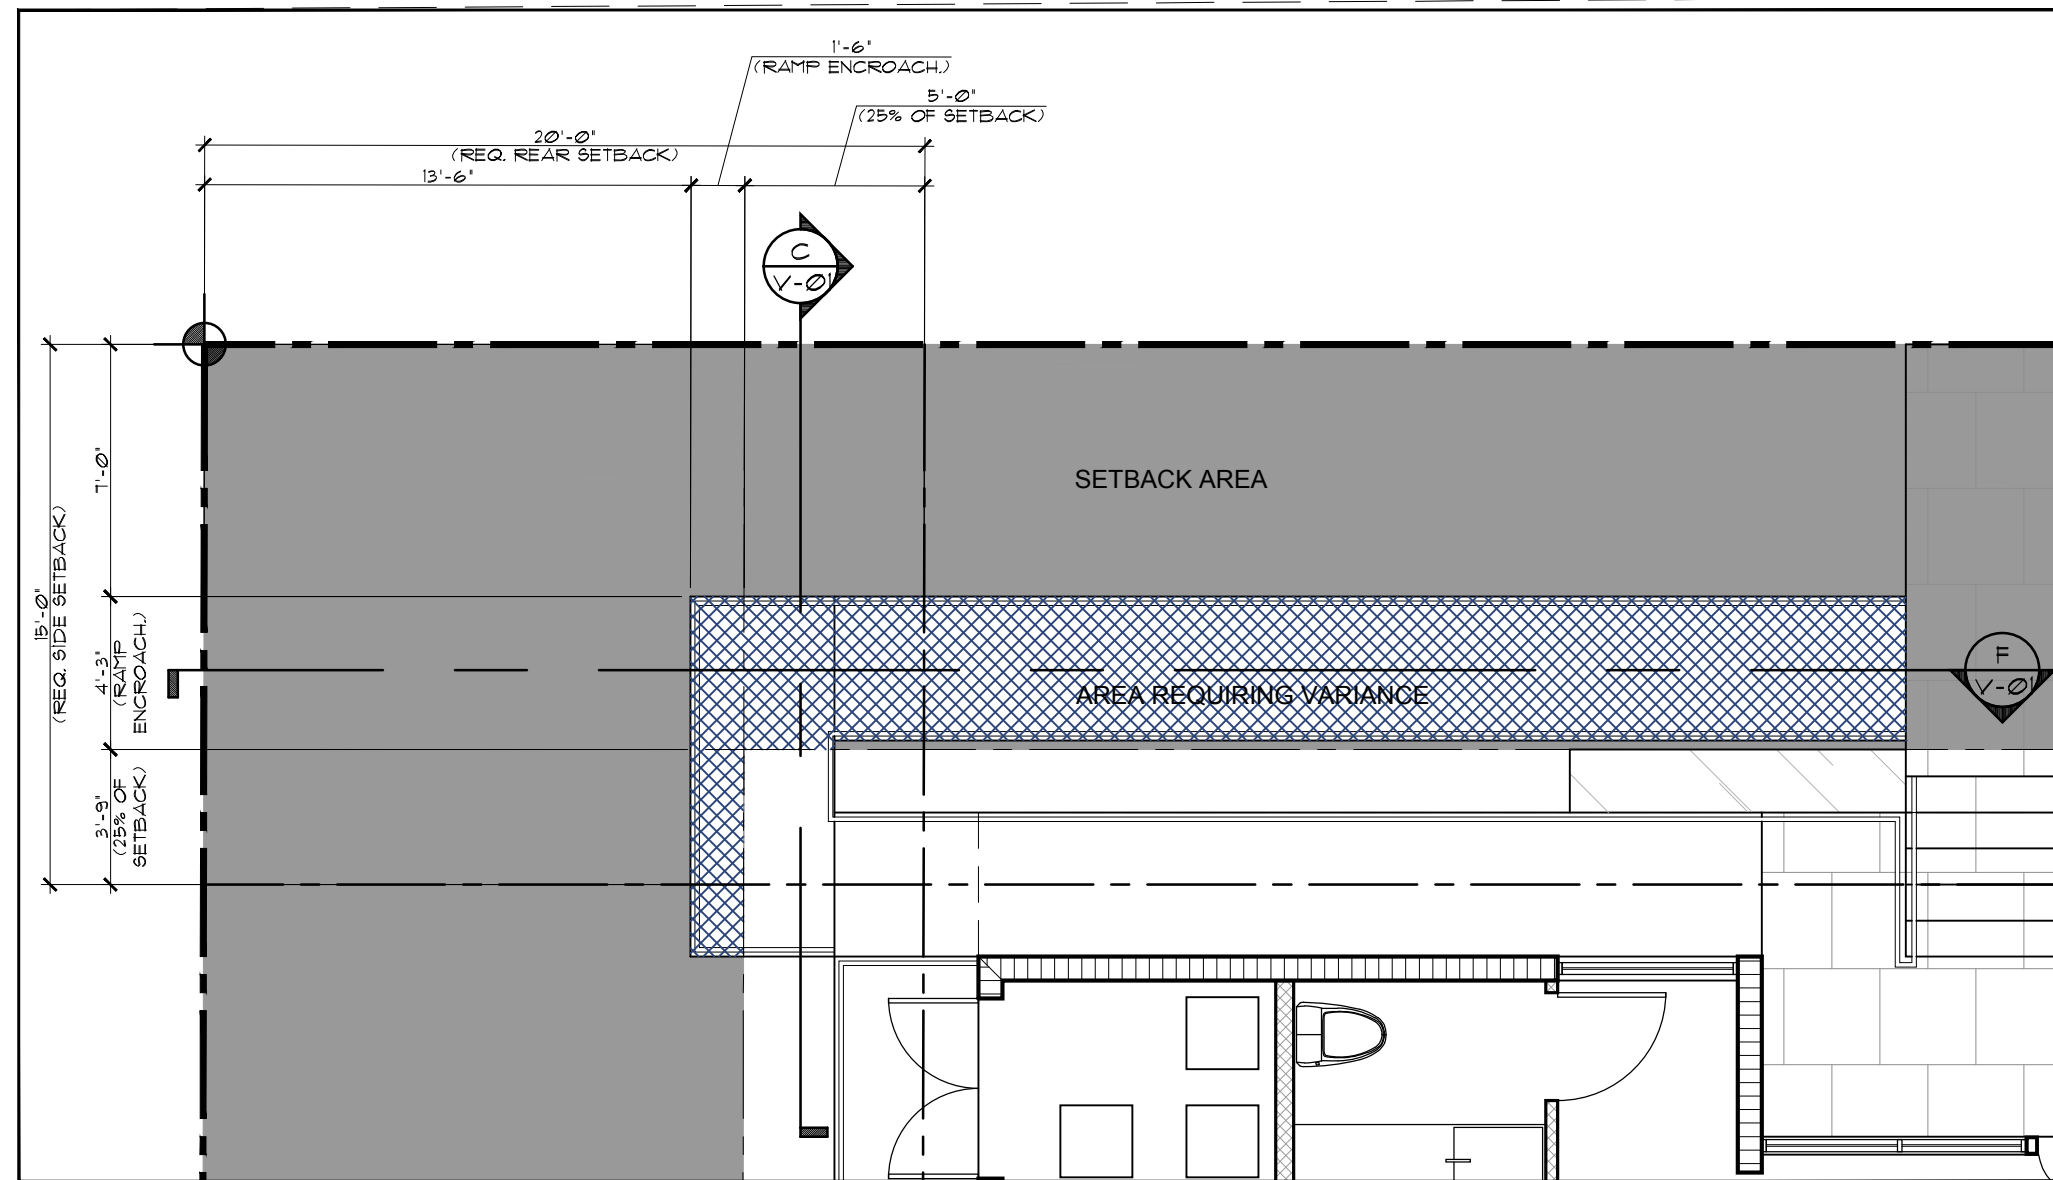 1'-6"
(RAMP ENCROACH.)
5'-0"
(25% OF SETBACK)
20'-0"
(REQ. REAR SETBACK)
13'-6"
C
V-01
SETBACK AREA
7'-0"
15'-0"
(REQ. SIDE SETBACK)
4'-3"
(RAMP
ENCROACH.)
F
V-01
AREA REQUIRING VARIANCE
3'-9"
(25% OF
SETBACK)